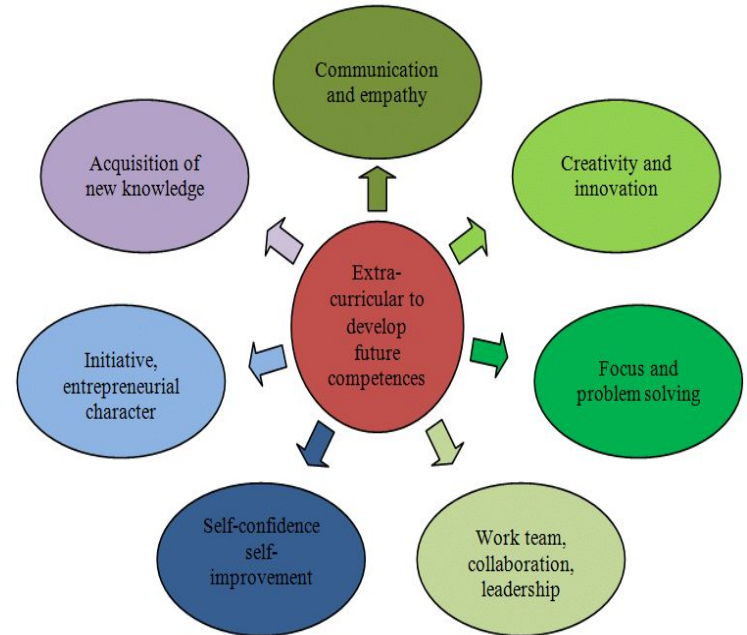 Communication
and empathy
Creativity and
innovation
Focus and
problem solving
Work team,
collaboration,
leadership
Self-confidence
self-
improvement
Initiative,
entrepreneurial
character
Acquisition of
new knowledge
Extra-
curricular to
develop
future
competences